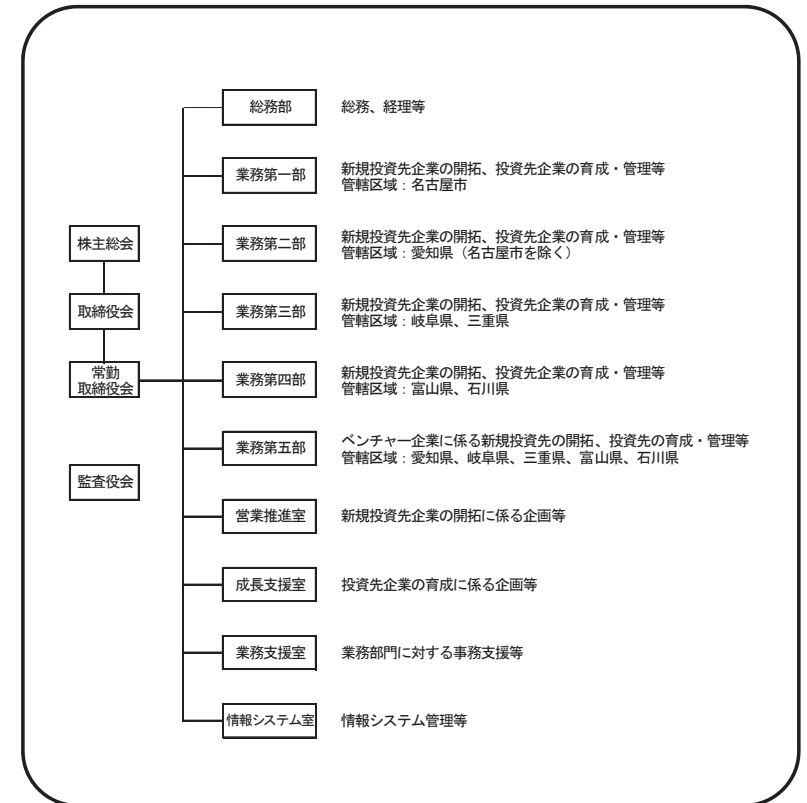 総務部 総務、経理等
業務第一部 新規投資先企業の開拓、投資先企業の育成・管理等
管轄区域：名古屋市
株主総会
業務第二部 新規投資先企業の開拓、投資先企業の育成・管理等
管轄区域：愛知県（名古屋市を除く）
取締役会
業務第三部 新規投資先企業の開拓、投資先企業の育成・管理等
管轄区域：岐阜県、三重県
常勤
取締役会
業務第四部 新規投資先企業の開拓、投資先企業の育成・管理等
管轄区域：富山県、石川県
業務第五部 ベンチャー企業に係る新規投資先の開拓、投資先の育成・管理等
管轄区域：愛知県、岐阜県、三重県、富山県、石川県
監査役会
営業推進室 新規投資先企業の開拓に係る企画等
成長支援室 投資先企業の育成に係る企画等
業務支援室 業務部門に対する事務支援等
情報システム室 情報システム管理等